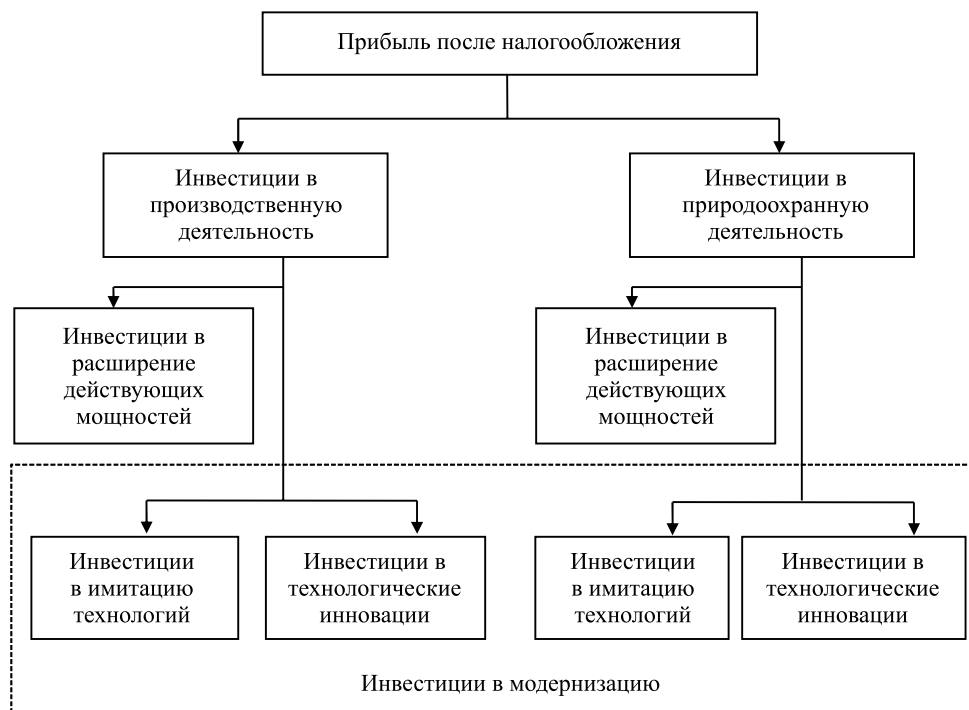 Прибыль после налогообложения
Инвестиции в
производственную
деятельность
Инвестиции в
природоохранную
деятельность
Инвестиции в
расширение
действующих
мощностей
Инвестиции в
расширение
действующих
мощностей
Инвестиции
в имитацию
технологий
Инвестиции в
технологические
инновации
Инвестиции
в имитацию
технологий
Инвестиции в
технологические
инновации
Инвестиции в модернизацию